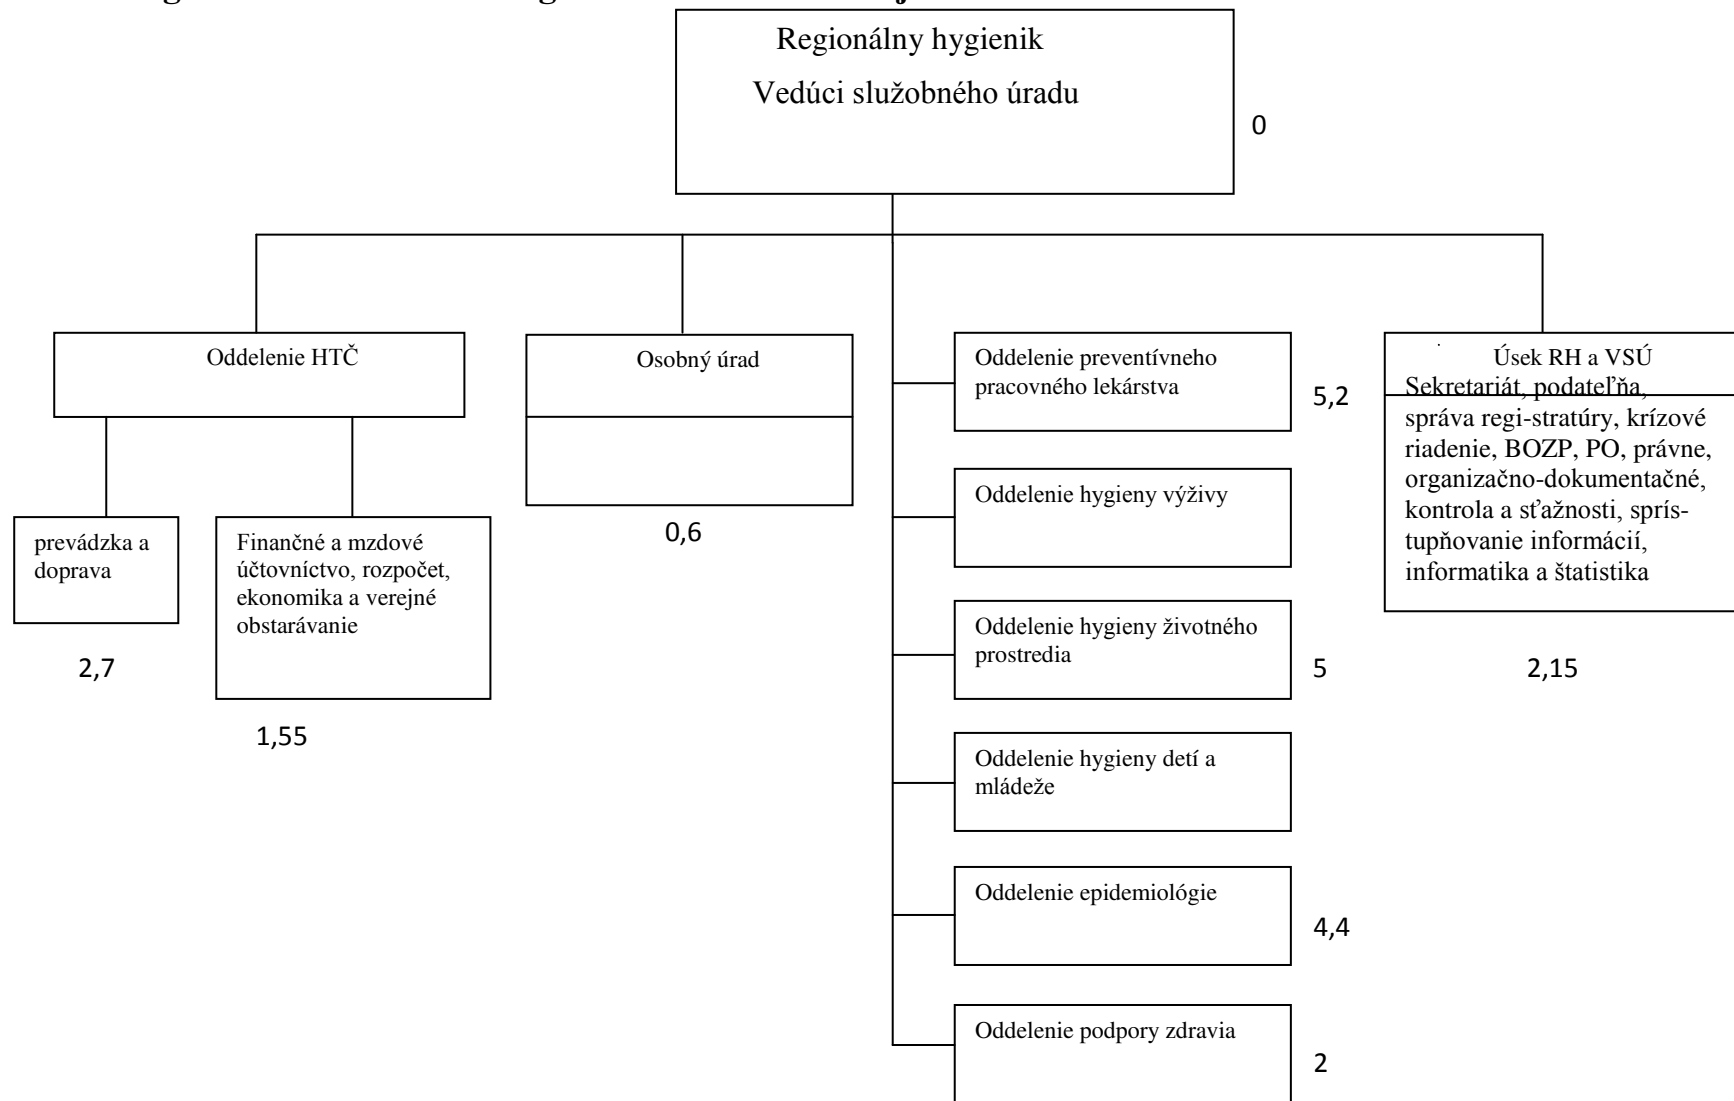 Regionálny hygienik
Vedúci služobného úradu
0
Oddelenie HTČ
prevádzka a
doprava
2,7
Finančné a mzdové
účtovníctvo, rozpočet,
ekonomika a verejné
obstarávanie
1,55
Osobný úrad
0,6
Oddelenie preventívneho
pracovného lekárstva
5,2
Oddelenie hygieny výživy
Oddelenie hygieny životného
prostredia
5
Oddelenie hygieny detí a
mládeže
Oddelenie epidemiológie
4,4
Oddelenie podpory zdravia
2
Úsek RH a VSÚ
Sekretariát, podateľňa,
správa regi-stratúry, krízové
riadenie, BOZP, PO, právne,
organizačno-dokumentačné,
kontrola a sťažnosti, sprís-
tupňovanie informácií,
informatika a štatistika
2,15